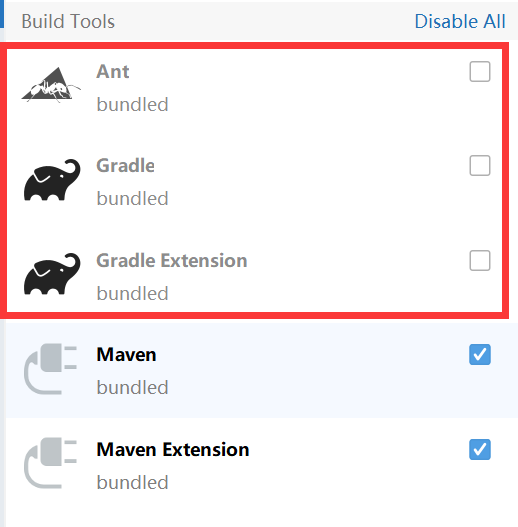 Build Tools
Disable All
Ant
bundled
Gradle
bundled
Gradle Extension
bundled
Maven
bundled
Maven Extension
bundled